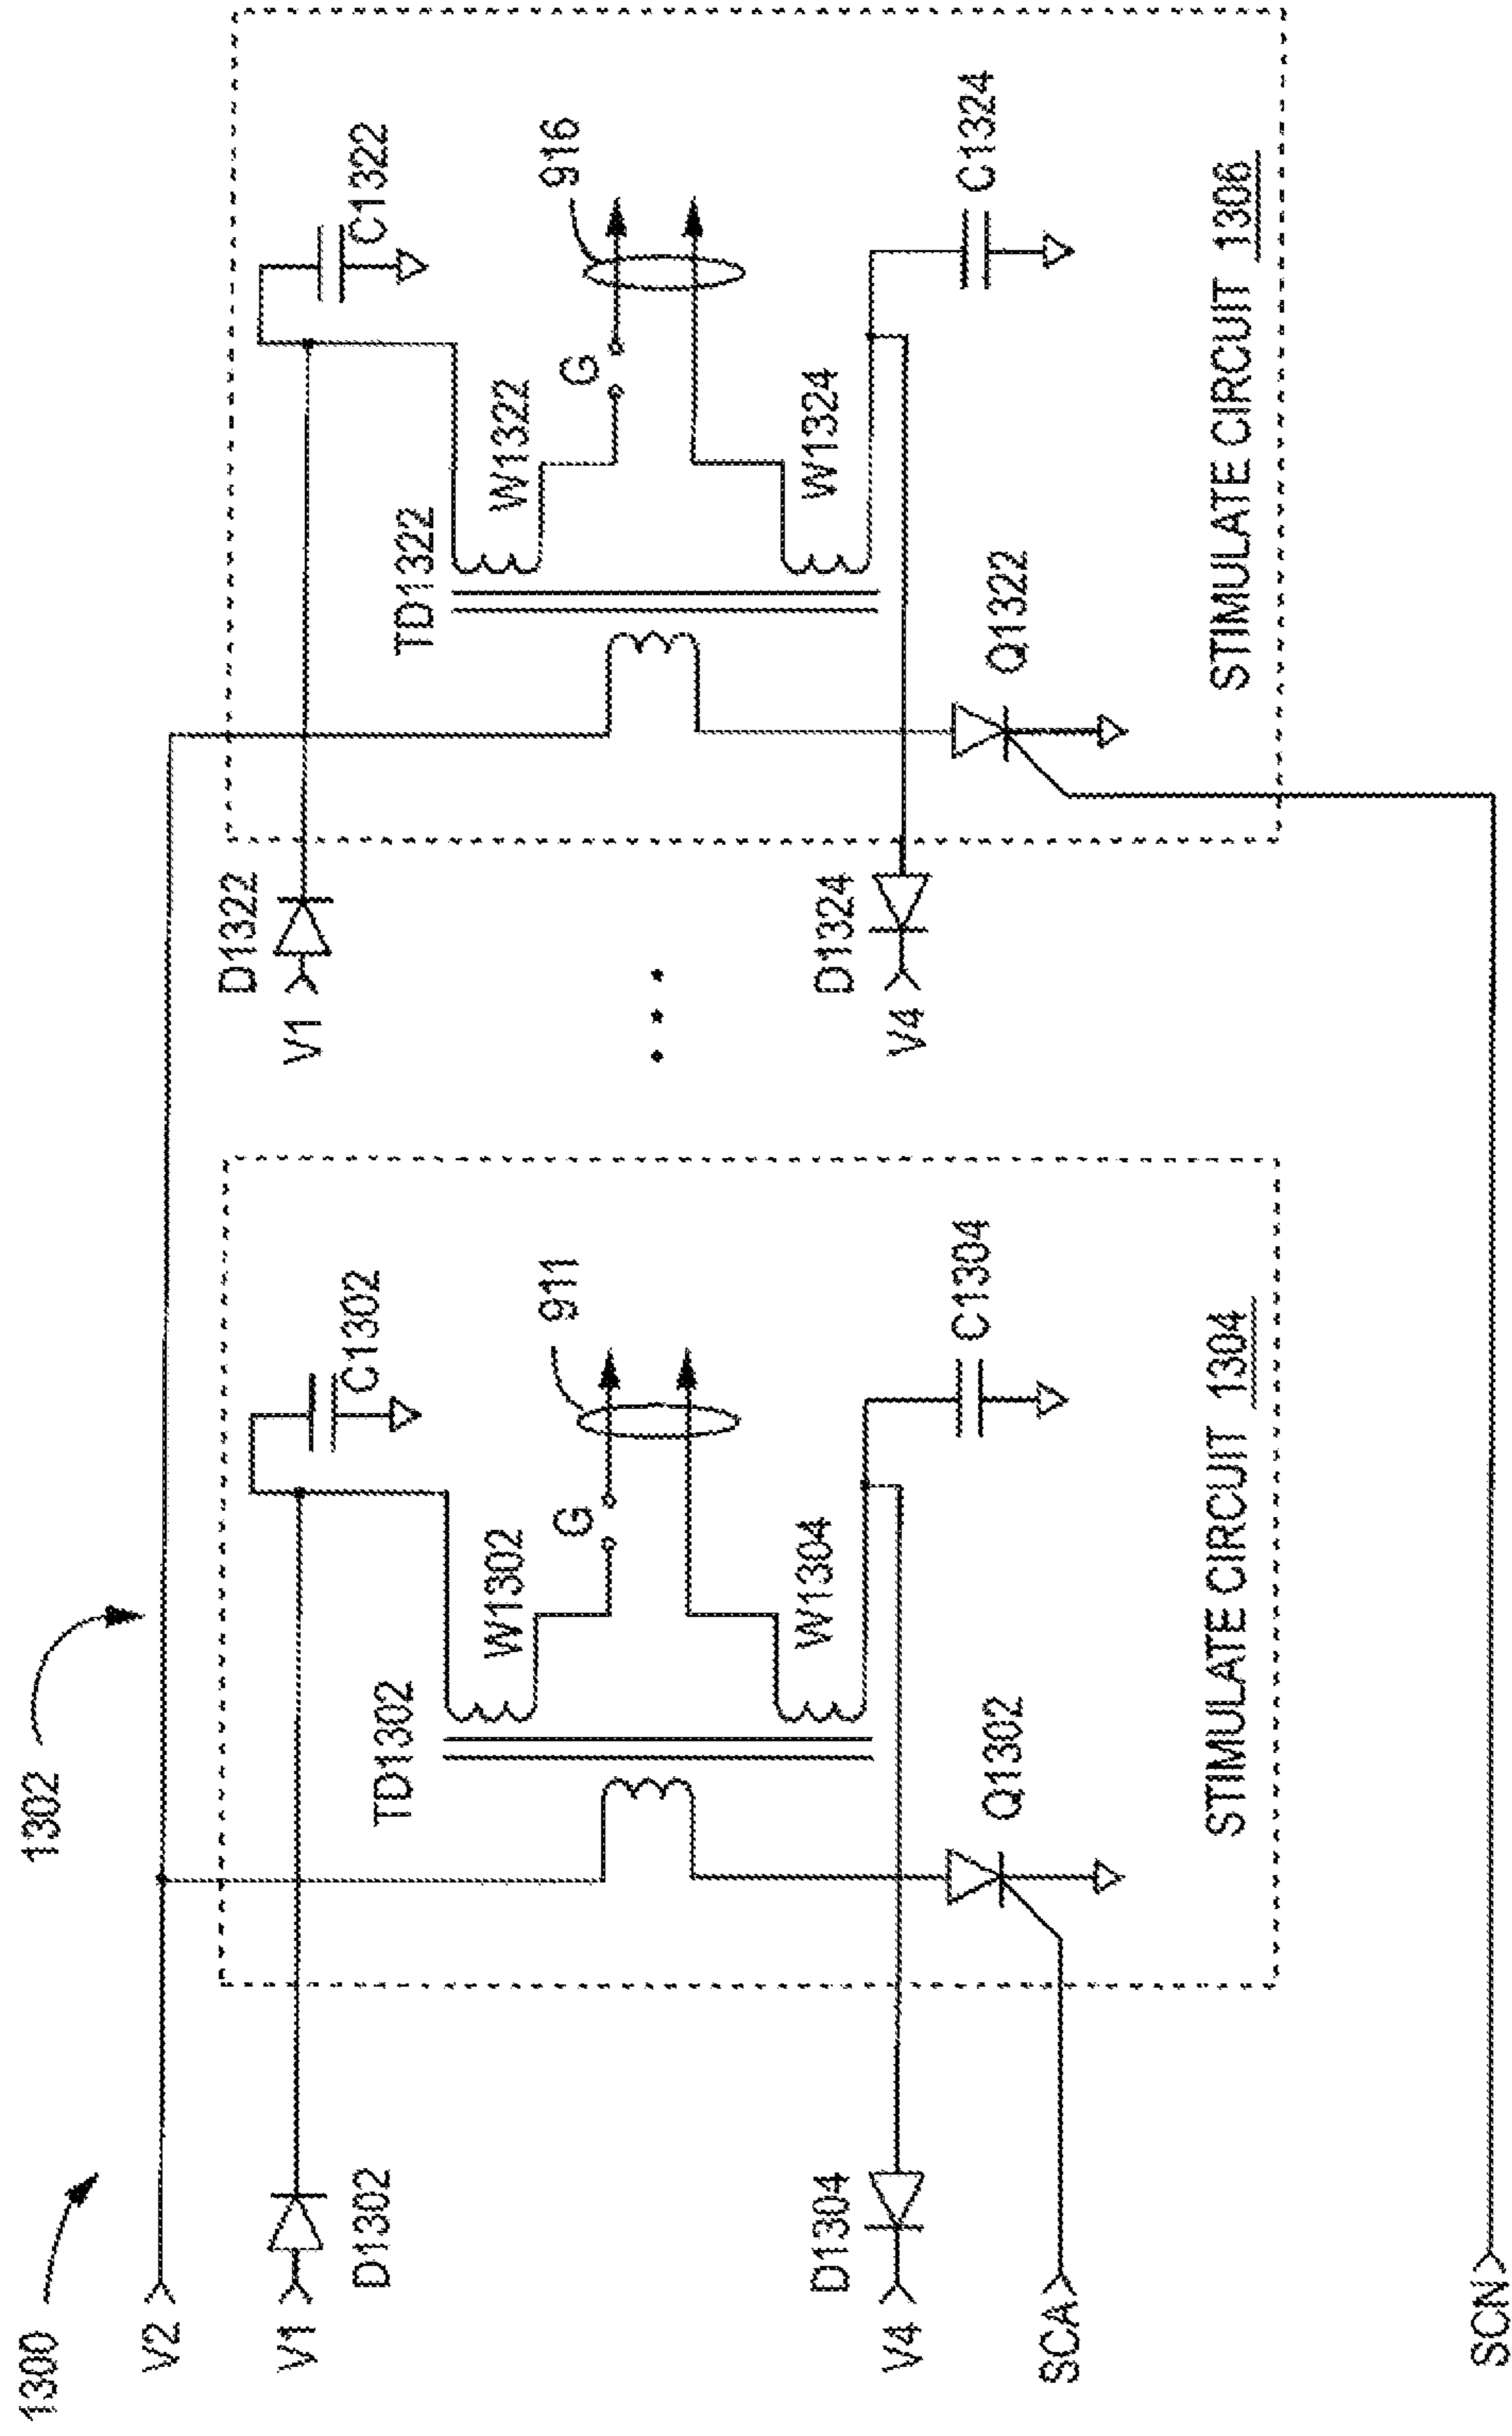 1300
1302
V2
V1
D1302
TD1302
W1302
C1302
G
911
W1304
C1304
D1304
V4
Q1302
SCA
STIMULATE CIRCUIT 1304
D1322
V1
TD1322
W1322
C1322
G
916
W1324
C1324
D1324
V4
Q1322
STIMULATE CIRCUIT 1306
SCN